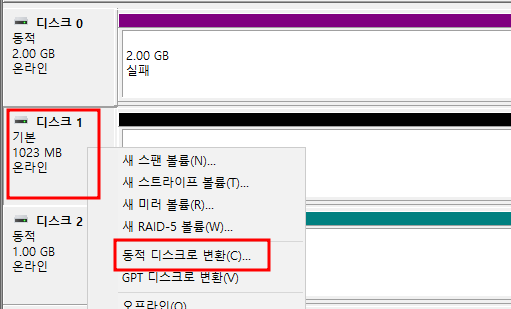 디스크 0
동적
2.00 GB
온라인
2.00 GB
실패
디스크 1
기본
1023 MB
온라인
새 스팬 볼륨(N)...
새 스트라이프 볼륨(T)...
새 미러 볼륨(R)...
새 RAID-5 볼륨(W)...
동적 디스크로 변환(C)...
GPT 디스크로 변환(V)
오프라인(O)
디스크 2
동적
1.00 GB
온라인